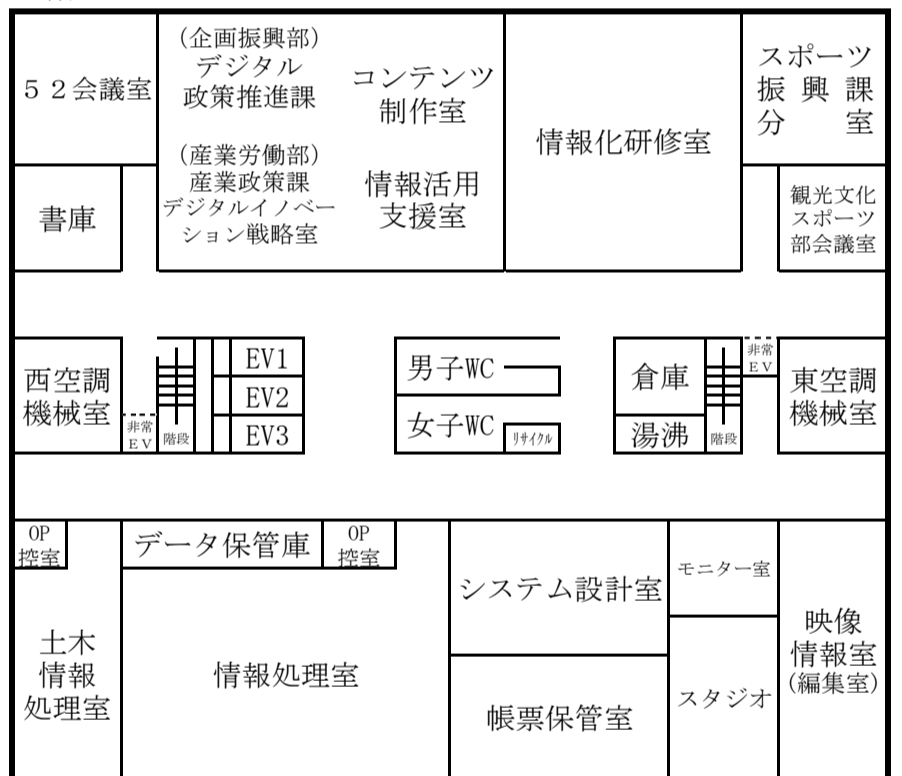 ５２会議室
（企画振興部）
デジタル
政策推進課
（産業労働部）
産業政策課
デジタルイノベー
ション戦略室
コンテンツ
制作室
情報活用
支援室
情報化研修室
スポーツ
振興課
分室
書庫
観光文化
スポーツ
部会議室
西空調
機械室
非常
ＥＶ
階段
EV1
EV2
EV3
男子WC
女子WC
リサイクル
倉庫
湯沸
階段
非常
ＥＶ
東空調
機械室
OP
控室
データ保管庫
OP
控室
土木
情報
処理室
情報処理室
システム設計室
帳票保管室
モニター室
スタジオ
映像
情報室
(編集室)